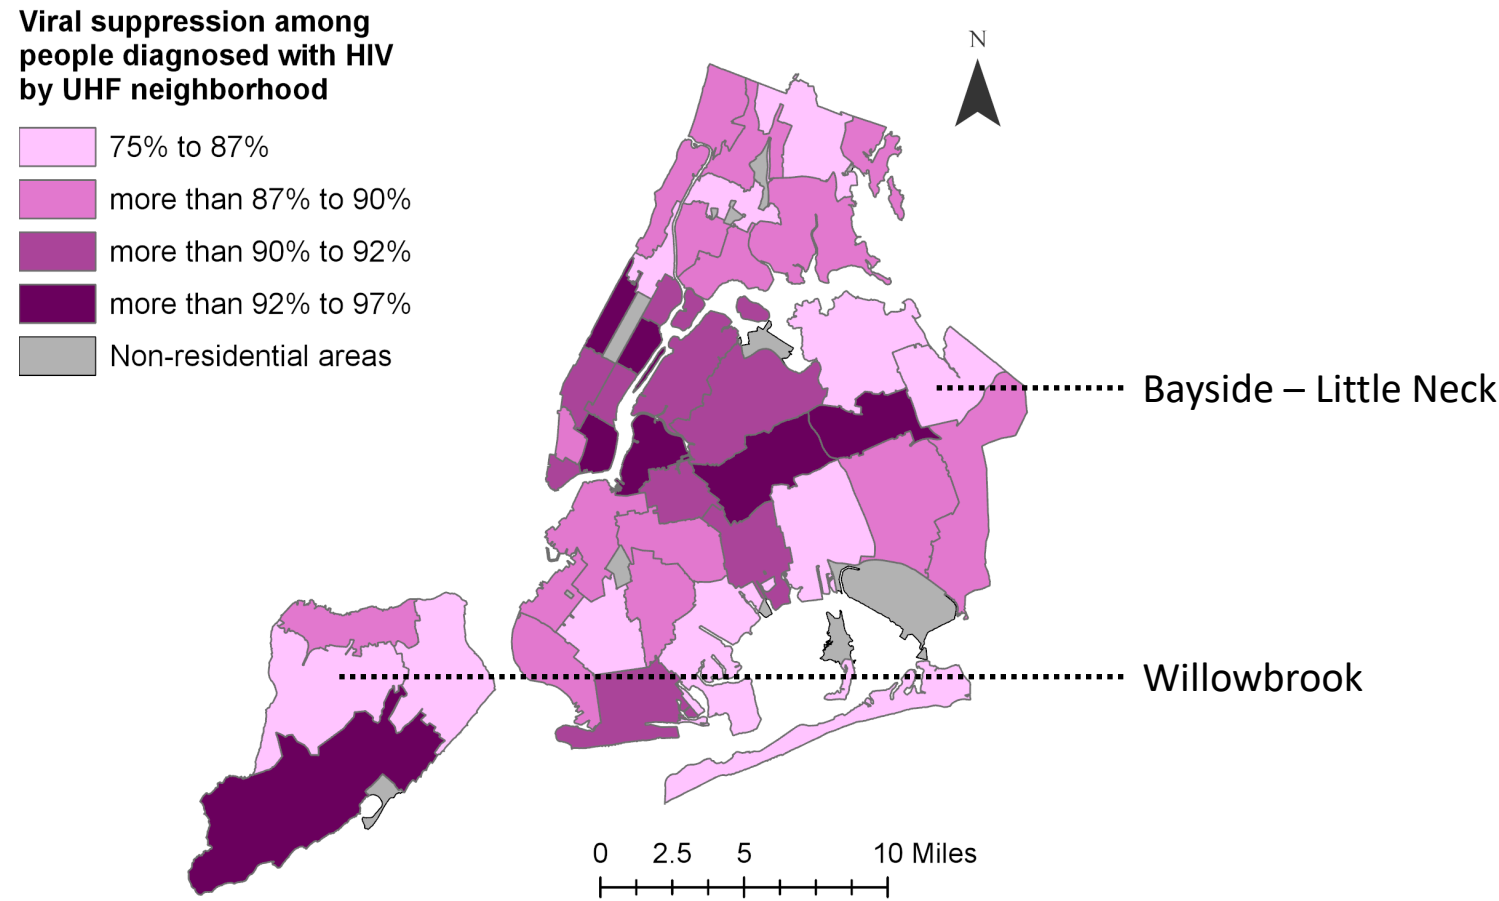 Viral suppression among
people diagnosed with HIV
by UHF neighborhood
75% to 87%
more than 87% to 90%
more than 90% to 92%
more than 92% to 97%
Non-residential areas
N
Bayside – Little Neck
Willowbrook
0 2.5 5 10 Miles